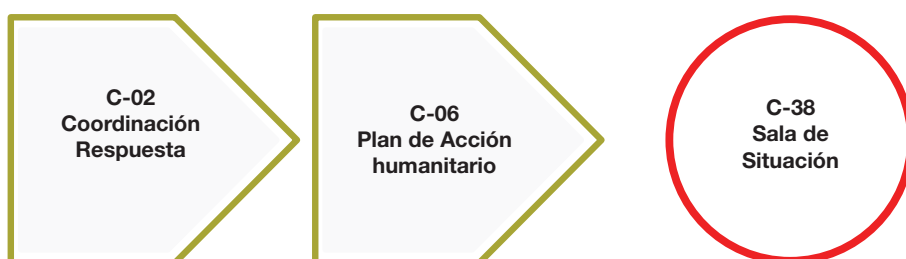 C-02
Coordinación
Respuesta
C-06
Plan de Acción
humanitario
C-38
Sala de
Situación